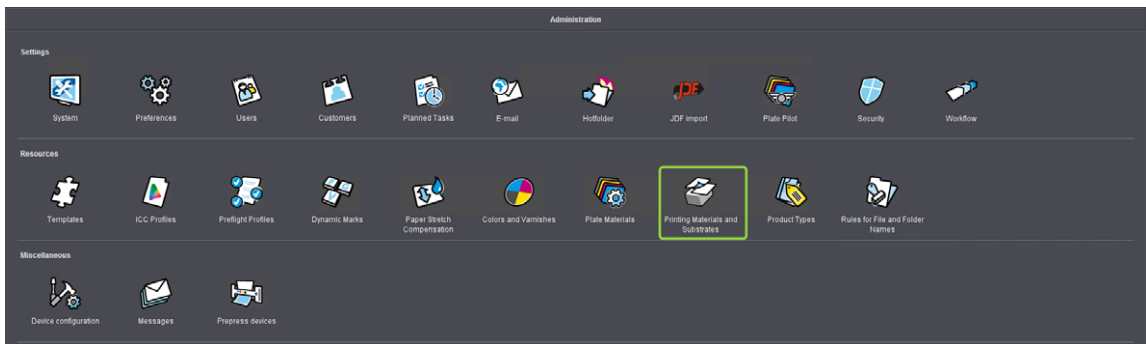 Administration
Settings
System
Preferences
Users
Customers
Planned Tasks
E-mail
Hotfolder
JDF
JDF import
Plate Pilot
Security
Workflow
Resources
Templates
ICC Profiles
Preflight Profiles
Dynamic Marks
Paper Stretch
Compensation
Colors and Varnishes
Plate Materials
Printing Materials and
Substrates
Product Types
Rules for File and Folder
Names
Miscellaneous
Device configuration
Messages
Prepress devices